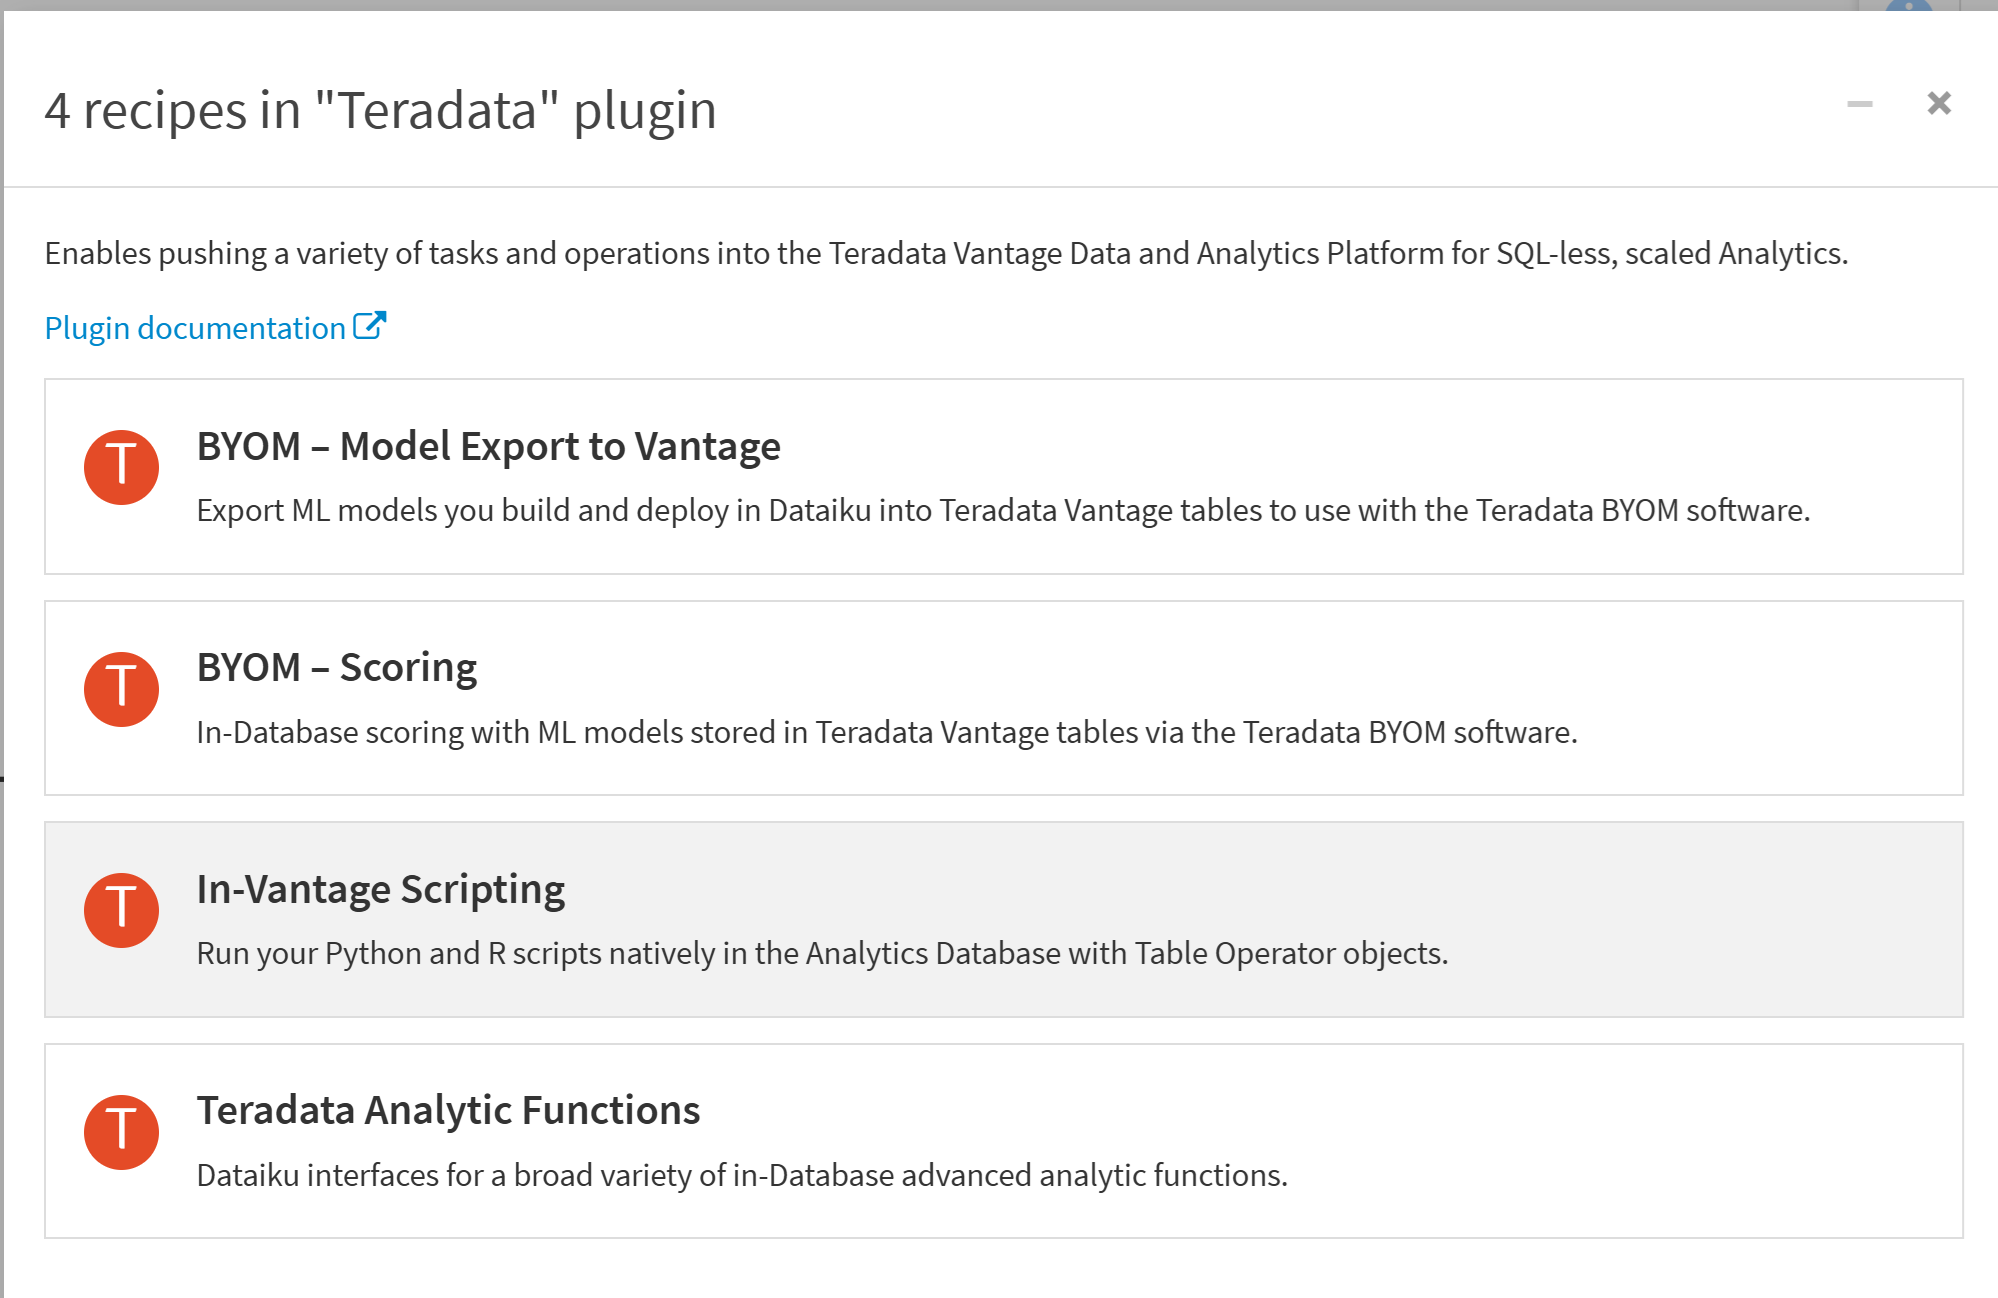 4 recipes in "Teradata" plugin
Enables pushing a variety of tasks and operations into the Teradata Vantage Data and Analytics Platform for SQL-less, scaled Analytics.
Plugin documentation
T
BYOM – Model Export to Vantage
Export ML models you build and deploy in Dataiku into Teradata Vantage tables to use with the Teradata BYOM software.
T
BYOM – Scoring
In-Database scoring with ML models stored in Teradata Vantage tables via the Teradata BYOM software.
T
In-Vantage Scripting
Run your Python and R scripts natively in the Analytics Database with Table Operator objects.
T
Teradata Analytic Functions
Dataiku interfaces for a broad variety of in-Database advanced analytic functions.